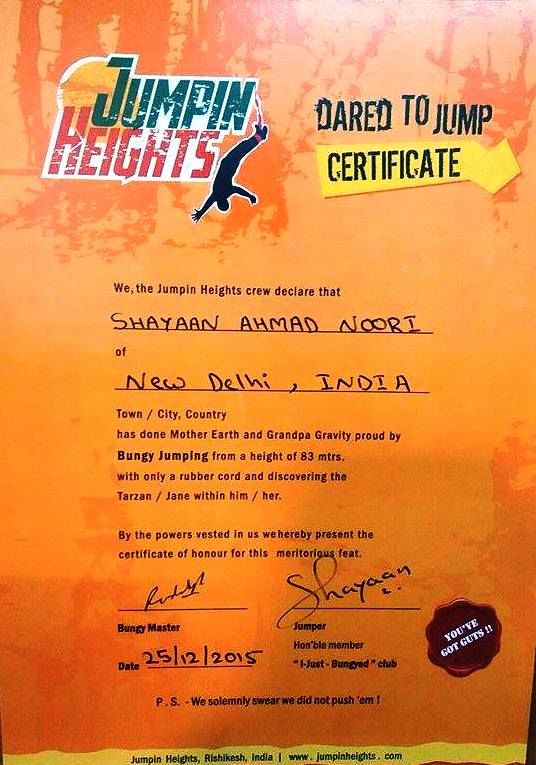 JUMPIN
HEIGHTS
DARED TO JUMP
CERTIFICATE
We, the Jumpin Heights crew declare that
SHAYAAN AHMAD NOORI
of
New Delhi, INDIA
Town / City, Country
has done Mother Earth and Grandpa Gravity proud by
Bungy Jumping from a height of 83 mtrs.
with only a rubber cord and discovering the
Tarzan / Jane within him / her.
By the powers vested in us wehereby present the
certificate of honour for this meritorious feat.
Shayaan
Bungy Master
Jumper
Hon'ble member
Date 25/12/2015
"I-Just - Bungyed" club
YOU'VE
GOT GUTS !!
P.S. - We solemnly swear we did not push 'em !
Jumpin Heights, Rishikesh, India | www.jumpinheights.com